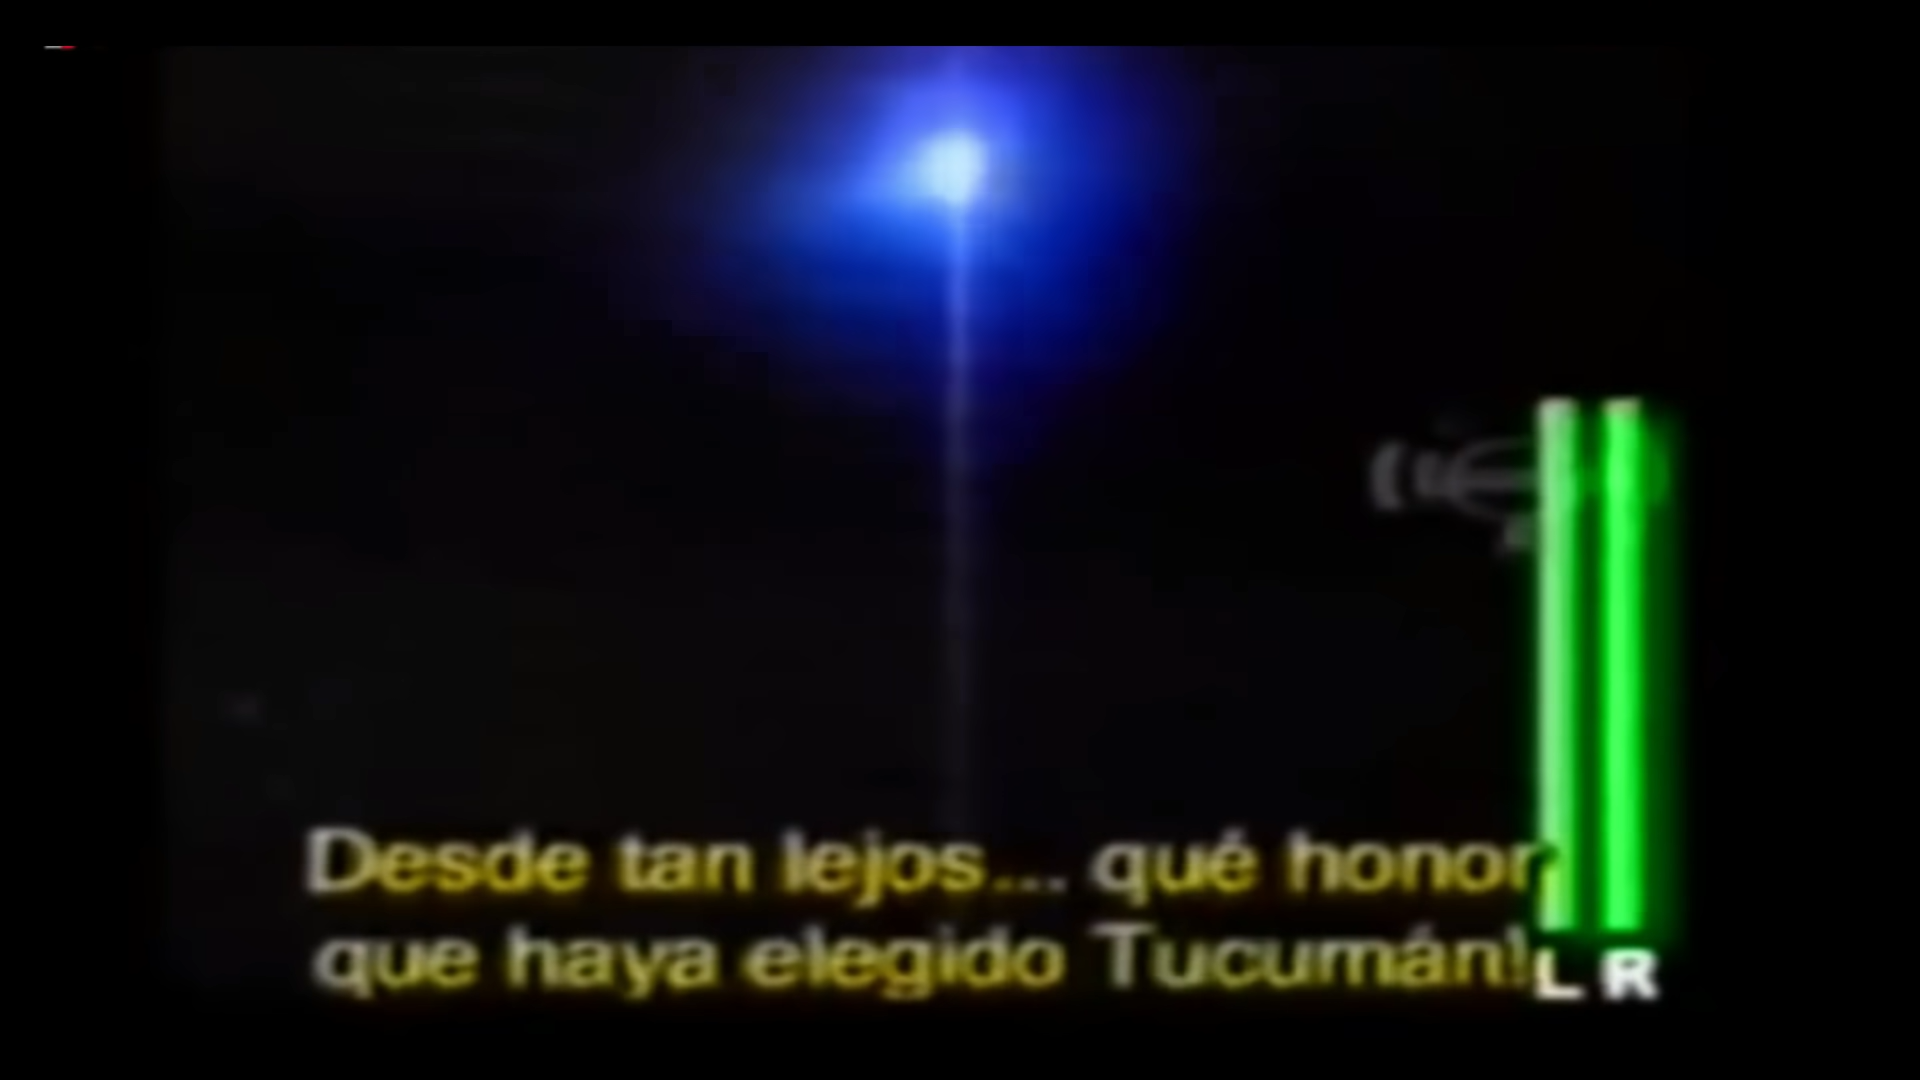 Desde tan lejos... qué honor,
que haya elegido Tucumán!
L R